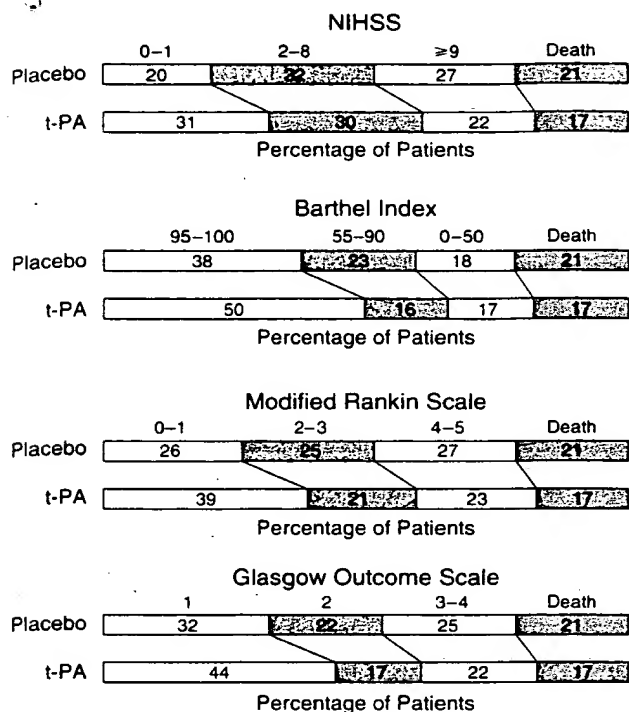 NIHSS
0–1 2–8 ≥9 Death
Placebo 20 32 27 21
t-PA 31 30 22 17
Percentage of Patients
Barthel Index
95–100 55–90 0–50 Death
Placebo 38 23 18 21
t-PA 50 16 17 17
Percentage of Patients
Modified Rankin Scale
0–1 2–3 4–5 Death
Placebo 26 25 27 21
t-PA 39 21 23 17
Percentage of Patients
Glasgow Outcome Scale
1 2 3–4 Death
Placebo 32 22 25 21
t-PA 44 17 22 17
Percentage of Patients